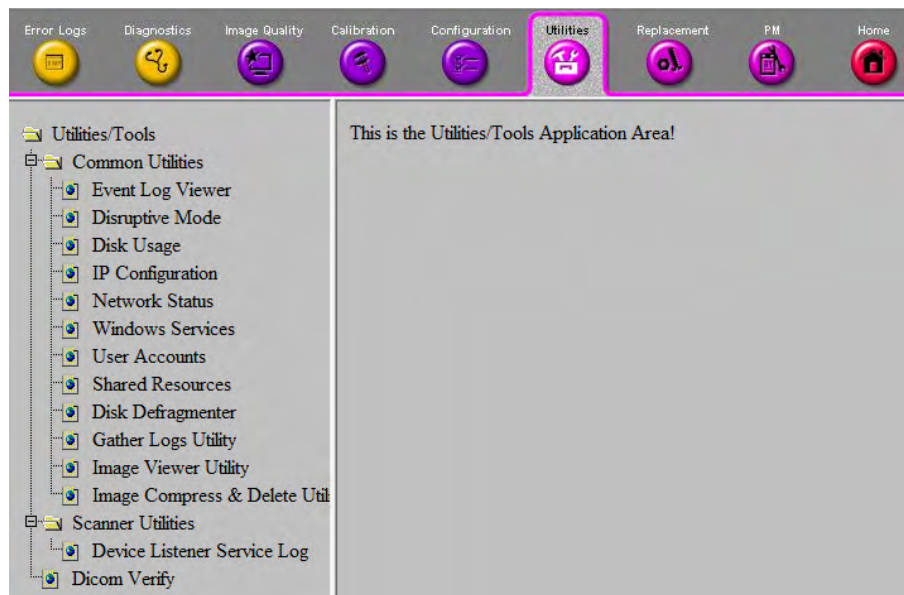 Error Logs Diagnostics Image Quality Calibration Configuration Utilities Replacement PM Home
Utilities/Tools
Common Utilities
Event Log Viewer
Disruptive Mode
Disk Usage
IP Configuration
Network Status
Windows Services
User Accounts
Shared Resources
Disk Defragmenter
Gather Logs Utility
Image Viewer Utility
Image Compress & Delete Util
Scanner Utilities
Device Listener Service Log
Dicom Verify
This is the Utilities/Tools Application Area!